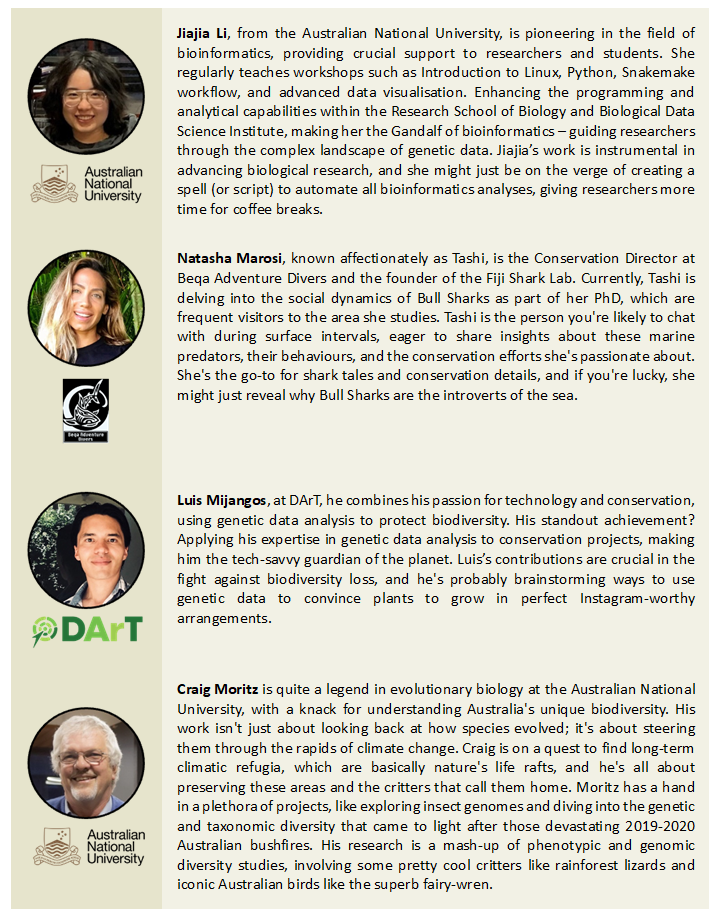 Jiajia Li, from the Australian National University, is pioneering in the field of
bioinformatics, providing crucial support to researchers and students. She
regularly teaches workshops such as Introduction to Linux, Python, Snakemake
workflow, and advanced data visualisation. Enhancing the programming and
analytical capabilities within the Research School of Biology and Biological Data
Science Institute, making her the Gandalf of bioinformatics – guiding researchers
through the complex landscape of genetic data. Jiajia's work is instrumental in
advancing biological research, and she might just be on the verge of creating a
spell (or script) to automate all bioinformatics analyses, giving researchers more
time for coffee breaks.
Australian
National
University
Natasha Marosi, known affectionately as Tashi, is the Conservation Director at
Beqa Adventure Divers and the founder of the Fiji Shark Lab. Currently, Tashi is
delving into the social dynamics of Bull Sharks as part of her PhD, which are
frequent visitors to the area she studies. Tashi is the person you're likely to chat
with during surface intervals, eager to share insights about these marine
predators, their behaviours, and the conservation efforts she's passionate about.
She's the go-to for shark tales and conservation details, and if you're lucky, she
might just reveal why Bull Sharks are the introverts of the sea.
Beqa Adventure
Divers
Luis Mijangos, at DArT, he combines his passion for technology and conservation,
using genetic data analysis to protect biodiversity. His standout achievement?
Applying his expertise in genetic data analysis to conservation projects, making
him the tech-savvy guardian of the planet. Luis's contributions are crucial in the
fight against biodiversity loss, and he's probably brainstorming ways to use
genetic data to convince plants to grow in perfect Instagram-worthy
arrangements.
DArT
Craig Moritz is quite a legend in evolutionary biology at the Australian National
University, with a knack for understanding Australia's unique biodiversity. His
work isn't just about looking back at how species evolved; it's about steering
them through the rapids of climate change. Craig is on a quest to find long-term
climatic refugia, which are basically nature's life rafts, and he's all about
preserving these areas and the critters that call them home. Moritz has a hand
in a plethora of projects, like exploring insect genomes and diving into the genetic
and taxonomic diversity that came to light after those devastating 2019-2020
Australian bushfires. His research is a mash-up of phenotypic and genomic
diversity studies, involving some pretty cool critters like rainforest lizards and
iconic Australian birds like the superb fairy-wren.
Australian
National
University